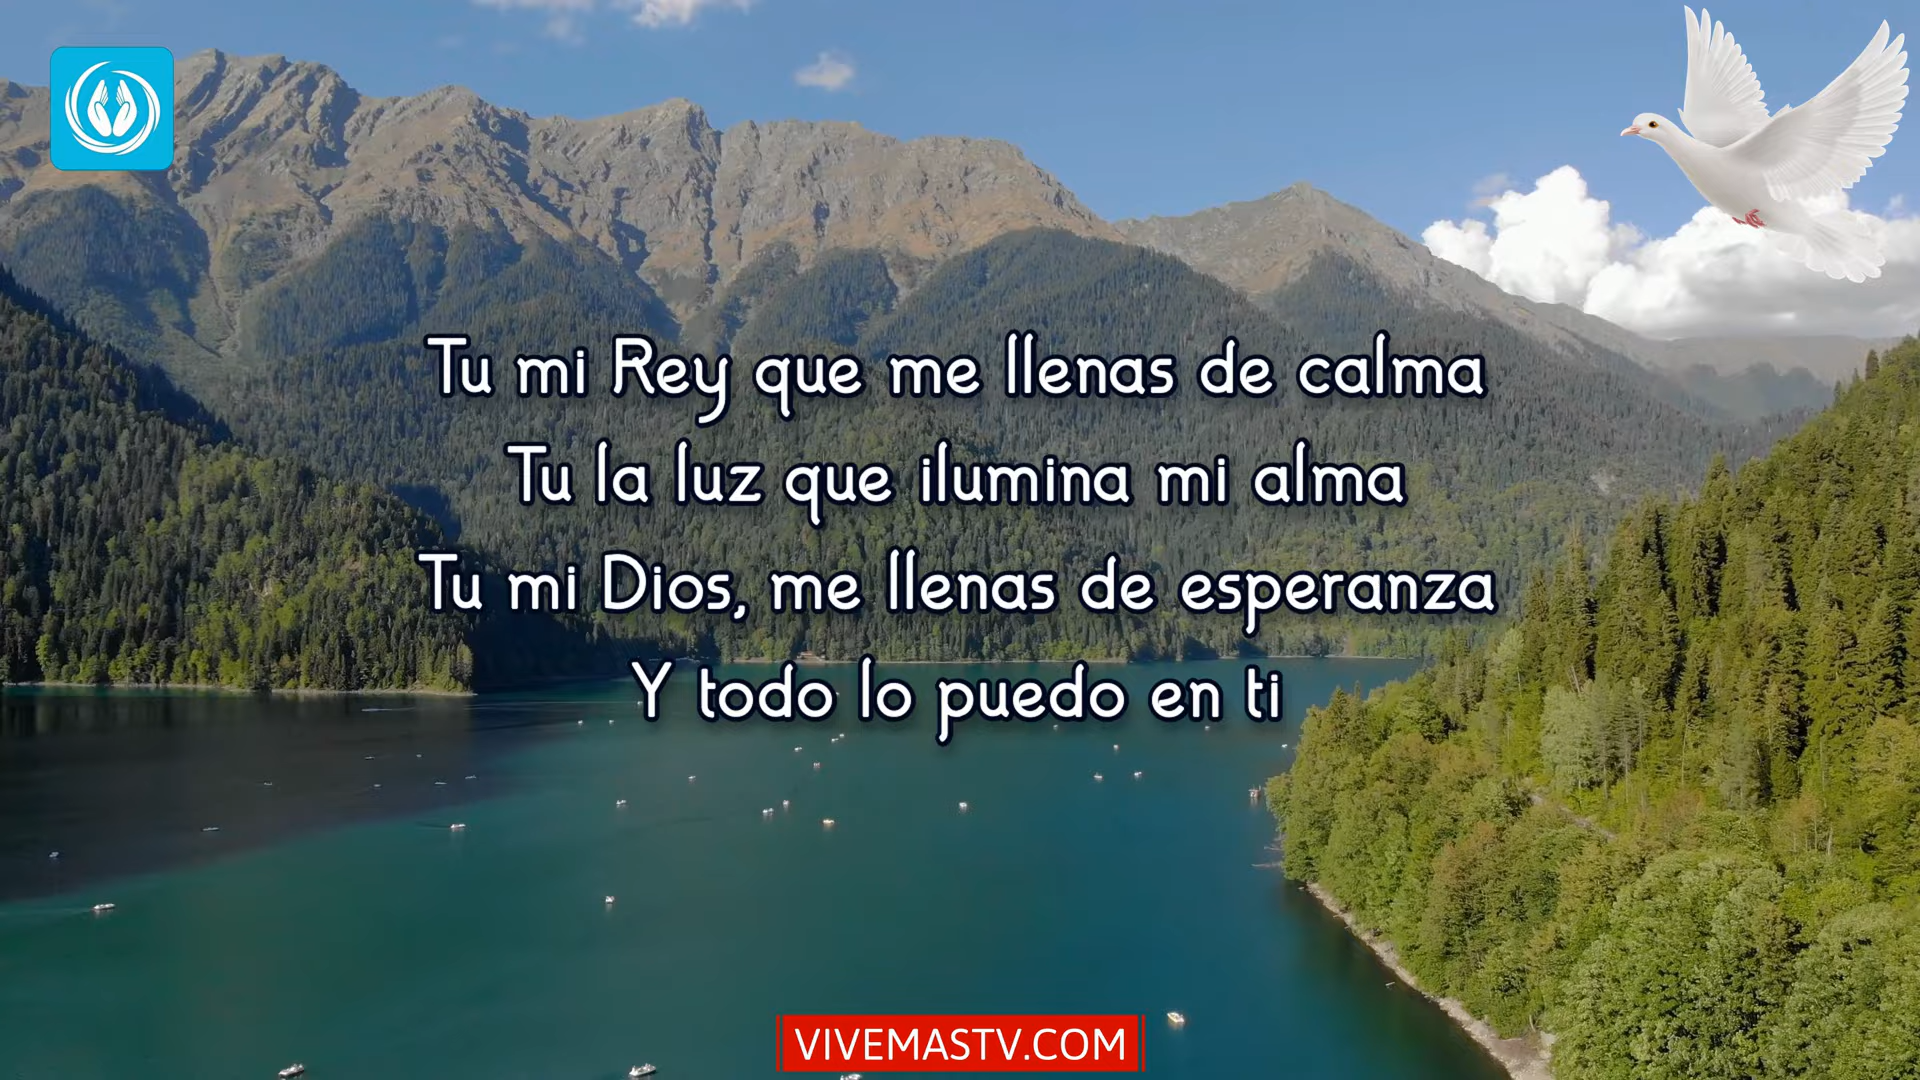 Tu mi Rey que me llenas de calma
Tu la luz que ilumina mi alma
Tu mi Dios, me llenas de esperanza
Y todo lo puedo en ti
VIVEMASTV.COM